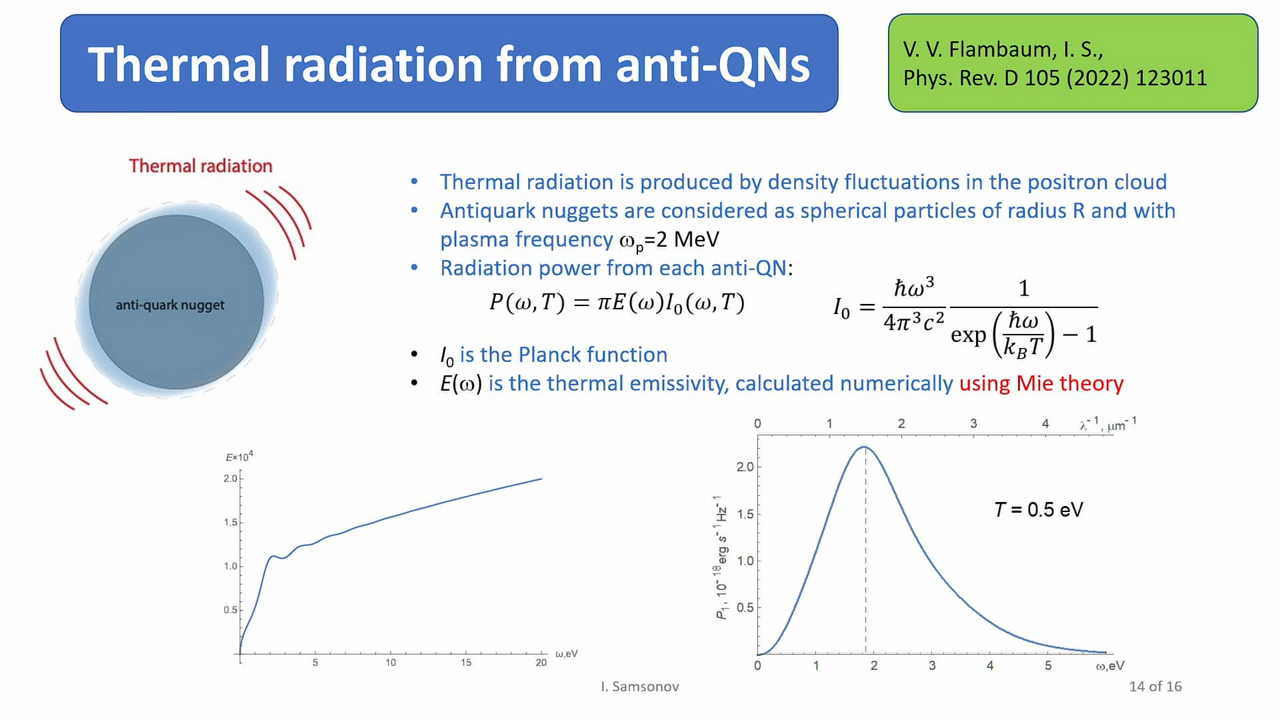 Thermal radiation from anti-QNs
V. V. Flambaum, I. S.,
Phys. Rev. D 105 (2022) 123011
Thermal radiation
anti-quark nugget
• Thermal radiation is produced by density fluctuations in the positron cloud
• Antiquark nuggets are considered as spherical particles of radius R and with
plasma frequency ωp=2 MeV
• Radiation power from each anti-QN:
P(ω, T) = πE(ω)I₀(ω, T)
I₀ = ħω³/4π³c² 1/(exp(ħω/k_BT) − 1)
• I₀ is the Planck function
• E(ω) is the thermal emissivity, calculated numerically using Mie theory
E×10⁴
2.0
1.5
1.0
0.5
5 10 15 20 ω,eV
0 1 2 3 4 λ⁻¹, μm⁻¹
2.0
1.5
1.0
0.5
P₁, 10⁻¹⁸ erg s⁻¹ Hz⁻¹
T = 0.5 eV
0 1 2 3 4 5 ω,eV
I. Samsonov
14 of 16